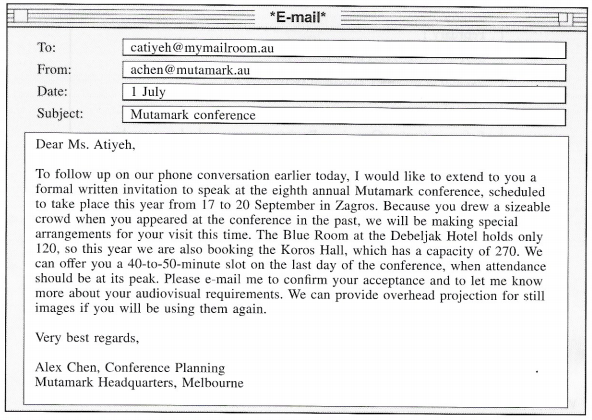 *E-mail*
To: catiyeh@mymailroom.au
From: achen@mutamark.au
Date: 1 July
Subject: Mutamark conference
Dear Ms. Atiyeh,
To follow up on our phone conversation earlier today, I would like to extend to you a
formal written invitation to speak at the eighth annual Mutamark conference, scheduled
to take place this year from 17 to 20 September in Zagros. Because you drew a sizeable
crowd when you appeared at the conference in the past, we will be making special
arrangements for your visit this time. The Blue Room at the Debeljak Hotel holds only
120, so this year we are also booking the Koros Hall, which has a capacity of 270. We
can offer you a 40-to-50-minute slot on the last day of the conference, when attendance
should be at its peak. Please e-mail me to confirm your acceptance and to let me know
more about your audiovisual requirements. We can provide overhead projection for still
images if you will be using them again.
Very best regards,
Alex Chen, Conference Planning
Mutamark Headquarters, Melbourne